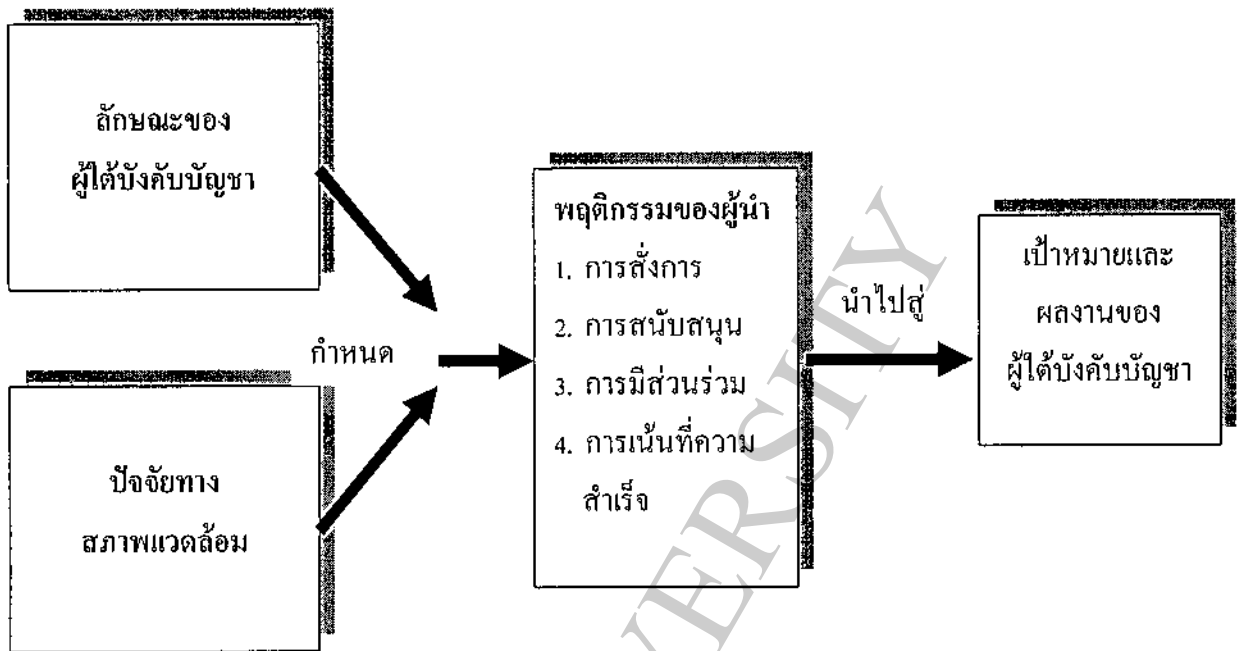 ลักษณะของ
ผู้ใต้บังคับบัญชา
กำหนด
ปัจจัยทาง
สภาพแวดล้อม
พฤติกรรมของผู้นำ
1. การสั่งการ
2. การสนับสนุน
3. การมีส่วนร่วม
4. การเน้นที่ความ
สำเร็จ
นำไปสู่
เป้าหมายและ
ผลงานของ
ผู้ใต้บังคับบัญชา
VERSITY